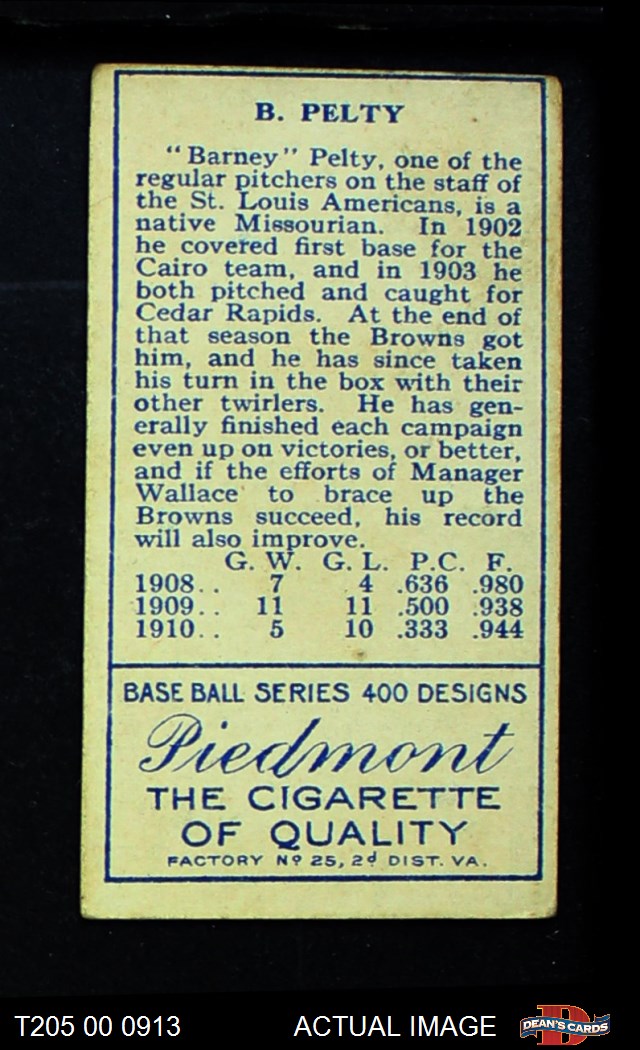 B. PELTY
"Barney" Pelty, one of the
regular pitchers on the staff of
the St. Louis Americans, is a
native Missourian. In 1902
he covered first base for the
Cairo team, and in 1903 he
both pitched and caught for
Cedar Rapids. At the end of
that season the Browns got
him, and he has since taken
his turn in the box with their
other twirlers. He has gen-
erally finished each campaign
even up on victories, or better,
and if the efforts of Manager
Wallace to brace up the
Browns succeed, his record
will also improve.
G. W. G. L. P.C. F.
1908.. 7 4 .636 .980
1909.. 11 11 .500 .938
1910.. 5 10 .333 .944
BASE BALL SERIES 400 DESIGNS
Piedmont
THE CIGARETTE
OF QUALITY
FACTORY Nº 25, 2d DIST. VA.
T205 00 0913 ACTUAL IMAGE DEAN'S CARDS